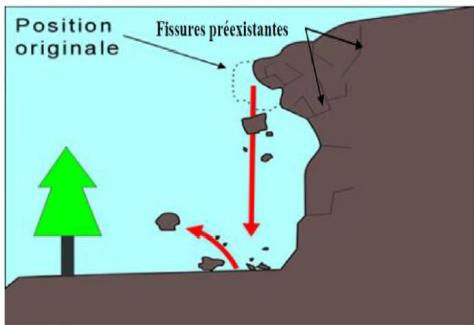 Position
originale
Fissures préexistantes